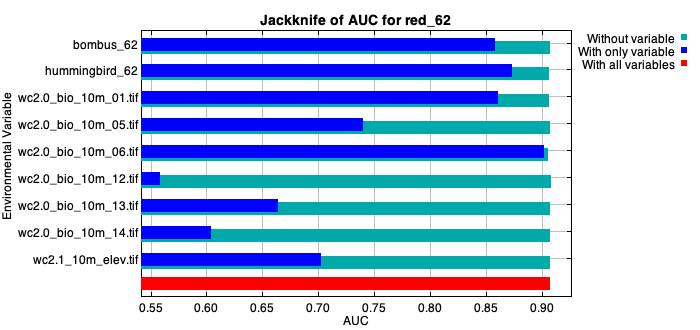 Jackknife of AUC for red_62
Without variable
With only variable
With all variables
Environmental Variable
bombus_62
hummingbird_62
wc2.0_bio_10m_01.tif
wc2.0_bio_10m_05.tif
wc2.0_bio_10m_06.tif
wc2.0_bio_10m_12.tif
wc2.0_bio_10m_13.tif
wc2.0_bio_10m_14.tif
wc2.1_10m_elev.tif
0.55 0.60 0.65 0.70 0.75 0.80 0.85 0.90
AUC